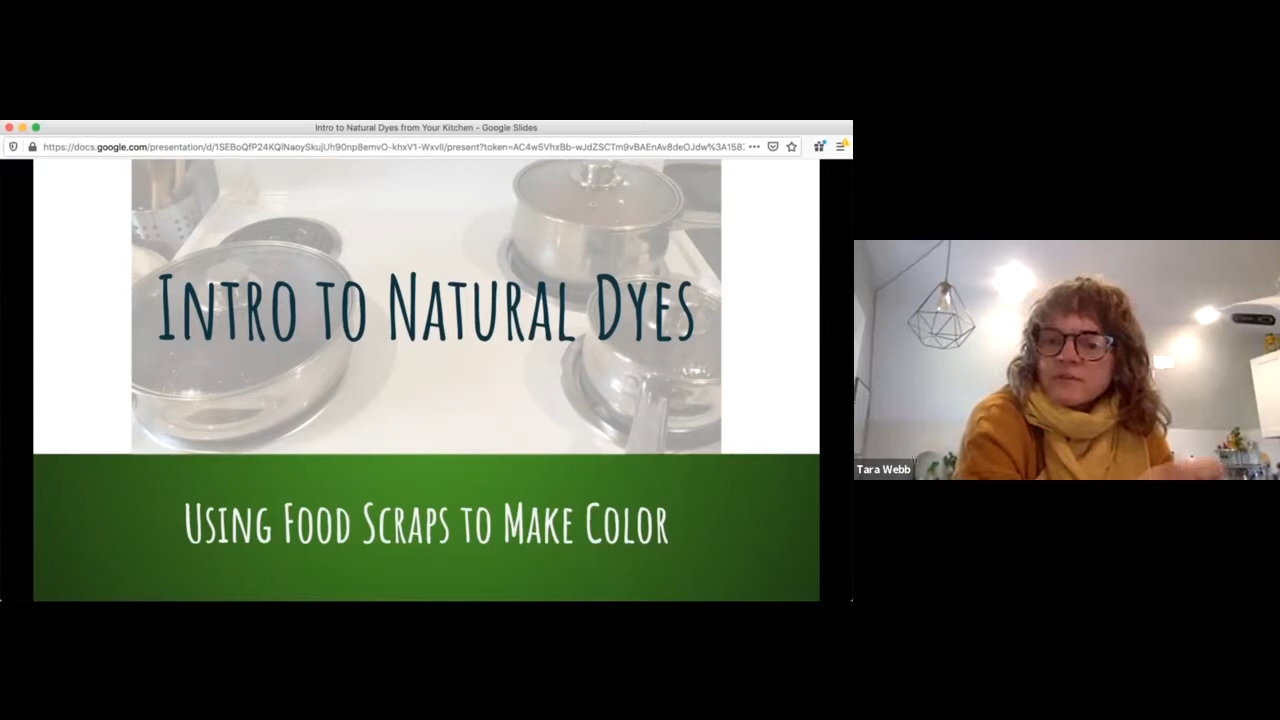 Intro to Natural Dyes from Your Kitchen - Google Slides
Intro to Natural Dyes
Using Food Scraps to Make Color
Tara Webb